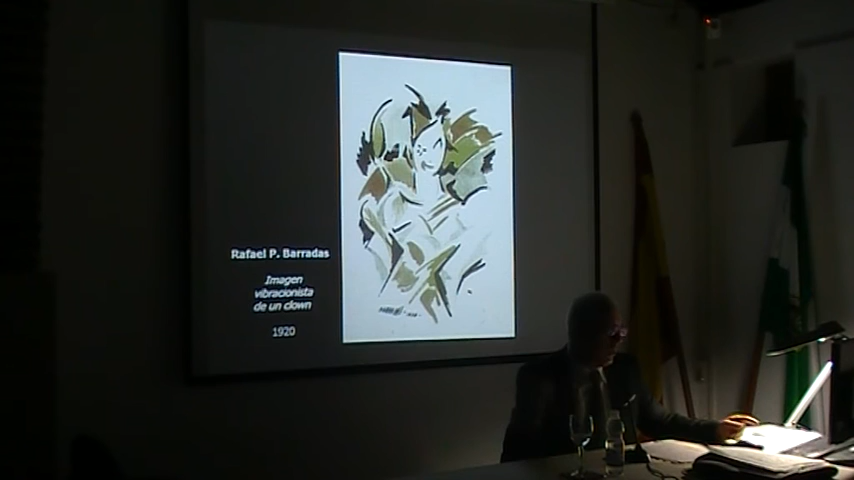 Rafael P. Barradas
Imagen
vibracionista
de un clown
1920